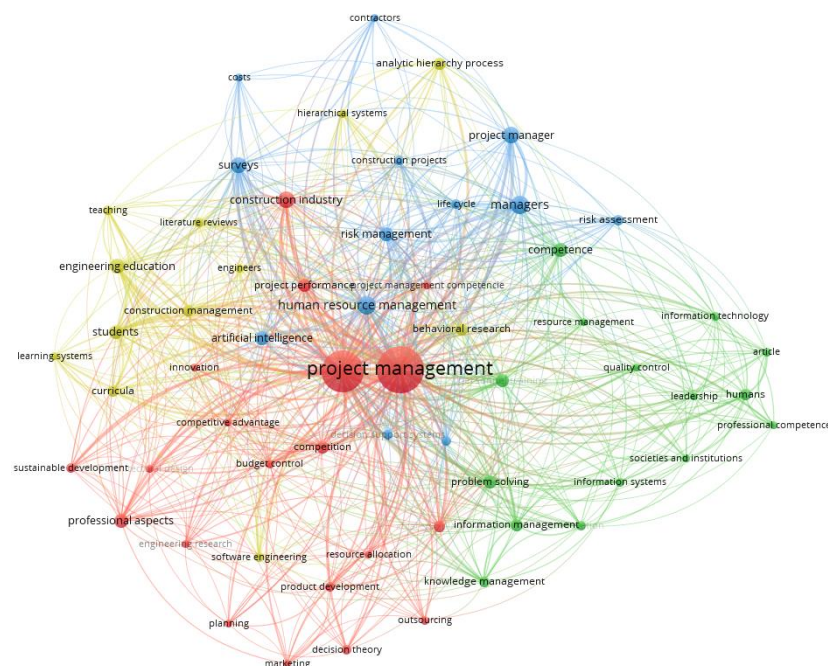 contractors
analytic hierarchy process
costs
hierarchical systems
project manager
construction projects
surveys
construction industry
life cycle
managers
teaching
literature reviews
risk assessment
risk management
competence
engineering education
engineers
project performance
project management competencie
human resource management
construction management
information technology
resource management
students
artificial intelligence
behavioral research
learning systems
article
innovation
project management
quality control
curricula
leadership
humans
competitive advantage
professional competence
decision support systems
competition
societies and institutions
sustainable development
budget control
problem solving
information systems
professional aspects
information management
engineering research
software engineering
resource allocation
knowledge management
product development
planning
outsourcing
decision theory
marketing